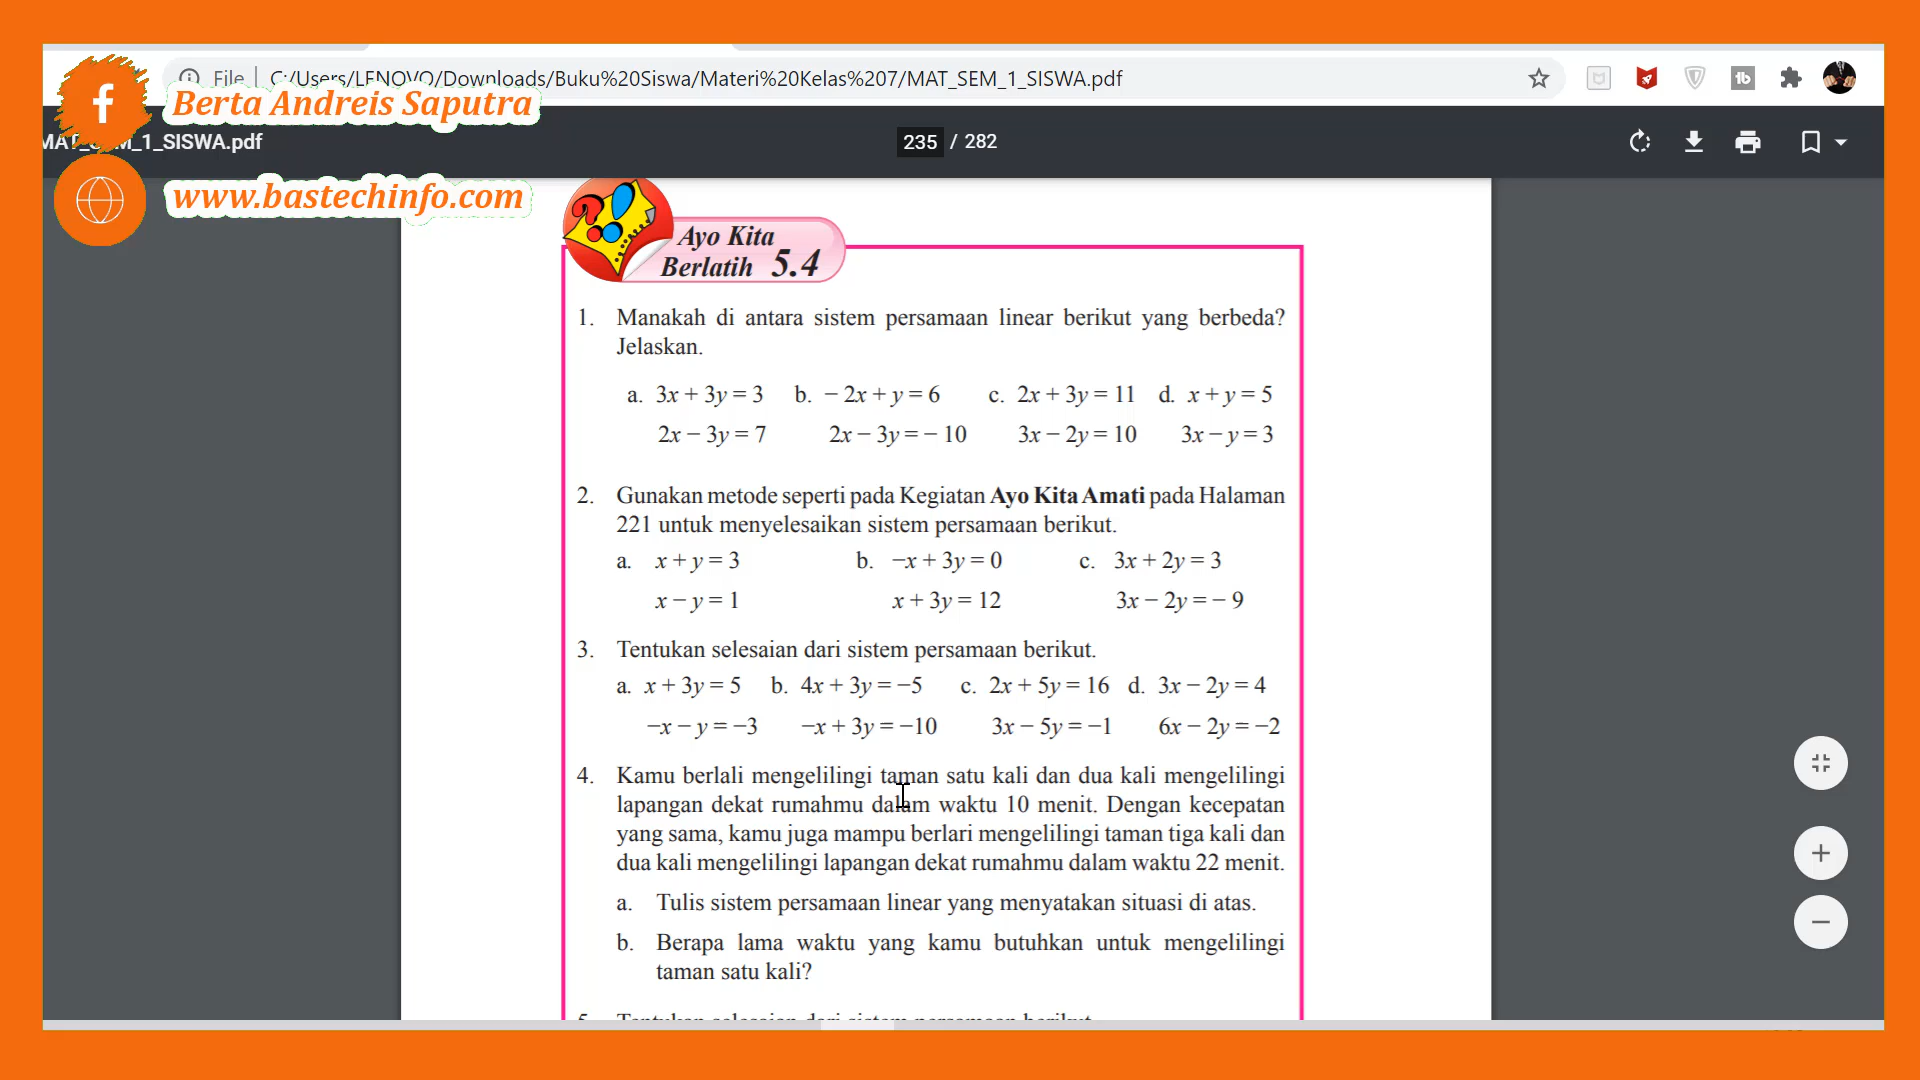 File
C:/Users/LENOVO/Downloads/Buku%20Siswa/Materi%20Kelas%207/MAT_SEM_1_SISWA.pdf
Berta Andreis Saputra
MAT_SEM_1_SISWA.pdf
235 / 282
www.bastechinfo.com
Ayo Kita
Berlatih 5.4
1. Manakah di antara sistem persamaan linear berikut yang berbeda?
Jelaskan.
a. 3x + 3y = 3 b. − 2x + y = 6 c. 2x + 3y = 11 d. x + y = 5
2x − 3y = 7 2x − 3y = − 10 3x − 2y = 10 3x − y = 3
2. Gunakan metode seperti pada Kegiatan Ayo Kita Amati pada Halaman
221 untuk menyelesaikan sistem persamaan berikut.
a. x + y = 3 b. −x + 3y = 0 c. 3x + 2y = 3
x − y = 1 x + 3y = 12 3x − 2y = − 9
3. Tentukan selesaian dari sistem persamaan berikut.
a. x + 3y = 5 b. 4x + 3y = −5 c. 2x + 5y = 16 d. 3x − 2y = 4
−x − y = −3 −x + 3y = −10 3x − 5y = −1 6x − 2y = −2
4. Kamu berlali mengelilingi taman satu kali dan dua kali mengelilingi
lapangan dekat rumahmu dalam waktu 10 menit. Dengan kecepatan
yang sama, kamu juga mampu berlari mengelilingi taman tiga kali dan
dua kali mengelilingi lapangan dekat rumahmu dalam waktu 22 menit.
a. Tulis sistem persamaan linear yang menyatakan situasi di atas.
b. Berapa lama waktu yang kamu butuhkan untuk mengelilingi
taman satu kali?
5. Tentukan selesaian dari sistem persamaan berikut.